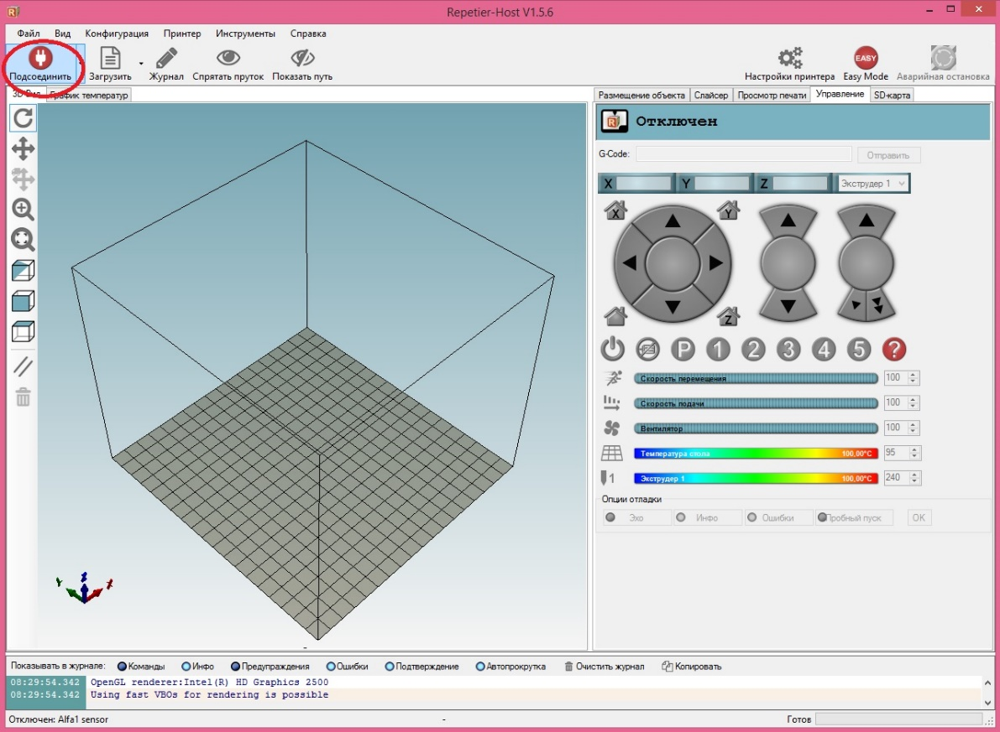 Repetier-Host V1.5.6
Файл Вид Конфигурация Принтер Инструменты Справка
Подсоединить Загрузить Журнал Спрятать пруток Показать путь Настройки принтера Easy Mode Аварийная остановка
EASY
3D Вид График температур
Размещение объекта Слайсер Просмотр печати Управление SD-карта
Отключен
G-Code: Отправить
X Y Z Экструдер 1
X Y
Z
P 1 2 3 4 5 ?
Скорость перемещения 100
Скорость подачи 100
Вентилятор 100
Температура стола 100,00°C 95
1 Экструдер 1 100,00°C 240
Опции отладки
Эхо Инфо Ошибки Пробный пуск OK
Показывать в журнале: Команды Инфо Предупраждения Ошибки Подтверждение Автопрокрутка Очистить журнал Копировать
08:29:54.342 OpenGL renderer:Intel(R) HD Graphics 2500
08:29:54.342 Using fast VBOs for rendering is possible
Отключен: Alfa1 sensor - Готов